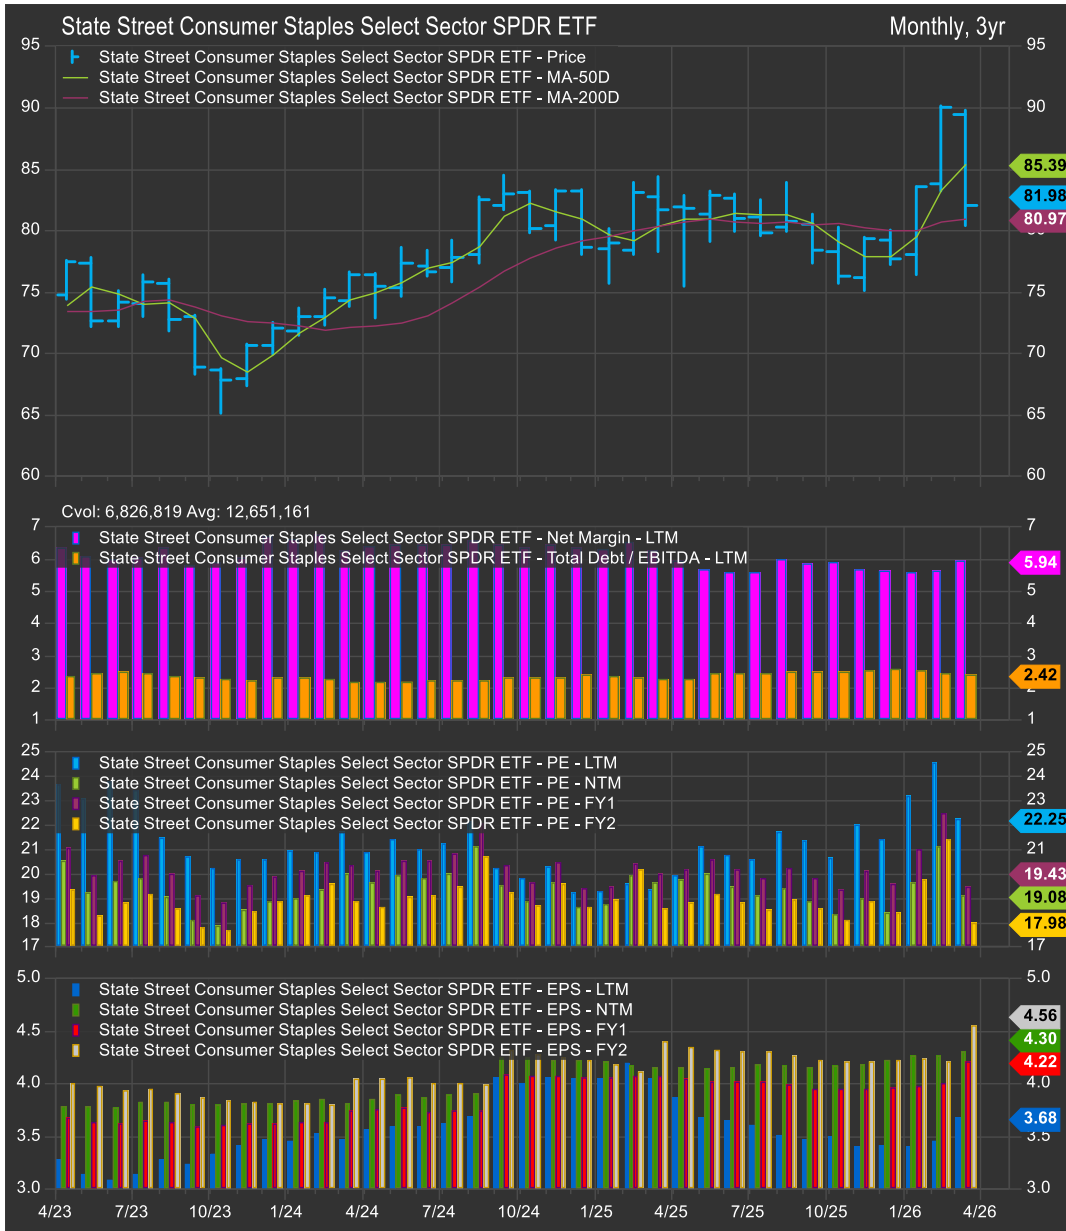 State Street Consumer Staples Select Sector SPDR ETF Monthly, 3yr
95 95
State Street Consumer Staples Select Sector SPDR ETF - Price
State Street Consumer Staples Select Sector SPDR ETF - MA-50D
State Street Consumer Staples Select Sector SPDR ETF - MA-200D
90 90
85 85
85.39
81.98
80
80.97
75 75
70 70
65 65
60 60
Cvol: 6,826,819 Avg: 12,651,161
7 7
State Street Consumer Staples Select Sector SPDR ETF - Net Margin - LTM
State Street Consumer Staples Select Sector SPDR ETF - Total Debt / EBITDA - LTM
6
5.94
5 5
4 4
3 3
2.42
2 2
1 1
25 25
State Street Consumer Staples Select Sector SPDR ETF - PE - LTM
24 24
State Street Consumer Staples Select Sector SPDR ETF - PE - NTM
23 23
State Street Consumer Staples Select Sector SPDR ETF - PE - FY1
State Street Consumer Staples Select Sector SPDR ETF - PE - FY2
22
22.25
21 21
20
19.43
19
19.08
18
17.98
17 17
5.0 5.0
State Street Consumer Staples Select Sector SPDR ETF - EPS - LTM
State Street Consumer Staples Select Sector SPDR ETF - EPS - NTM
4.5
4.56
State Street Consumer Staples Select Sector SPDR ETF - EPS - FY1
4.30
State Street Consumer Staples Select Sector SPDR ETF - EPS - FY2
4.22
4.0 4.0
3.68
3.5 3.5
3.0 3.0
4/23 7/23 10/23 1/24 4/24 7/24 10/24 1/25 4/25 7/25 10/25 1/26 4/26